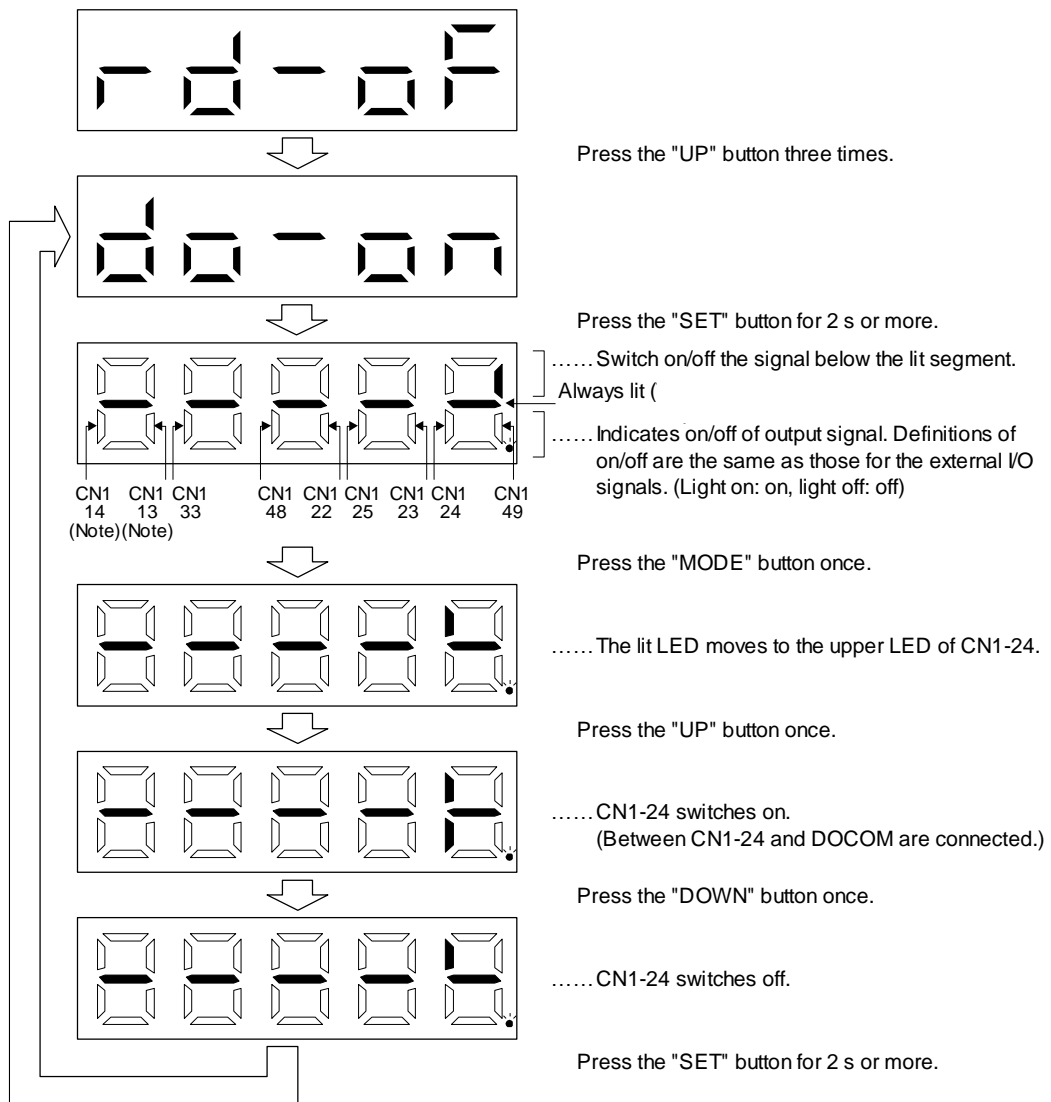 rd-oF
Press the "UP" button three times.
do-on
Press the "SET" button for 2 s or more.
......Switch on/off the signal below the lit segment.
Always lit (
......Indicates on/off of output signal. Definitions of
on/off are the same as those for the external I/O
signals. (Light on: on, light off: off)
CN1 CN1 CN1 CN1 CN1 CN1 CN1 CN1 CN1
14 13 33 48 22 25 23 24 49
(Note)(Note)
Press the "MODE" button once.
......The lit LED moves to the upper LED of CN1-24.
Press the "UP" button once.
......CN1-24 switches on.
(Between CN1-24 and DOCOM are connected.)
Press the "DOWN" button once.
......CN1-24 switches off.
Press the "SET" button for 2 s or more.